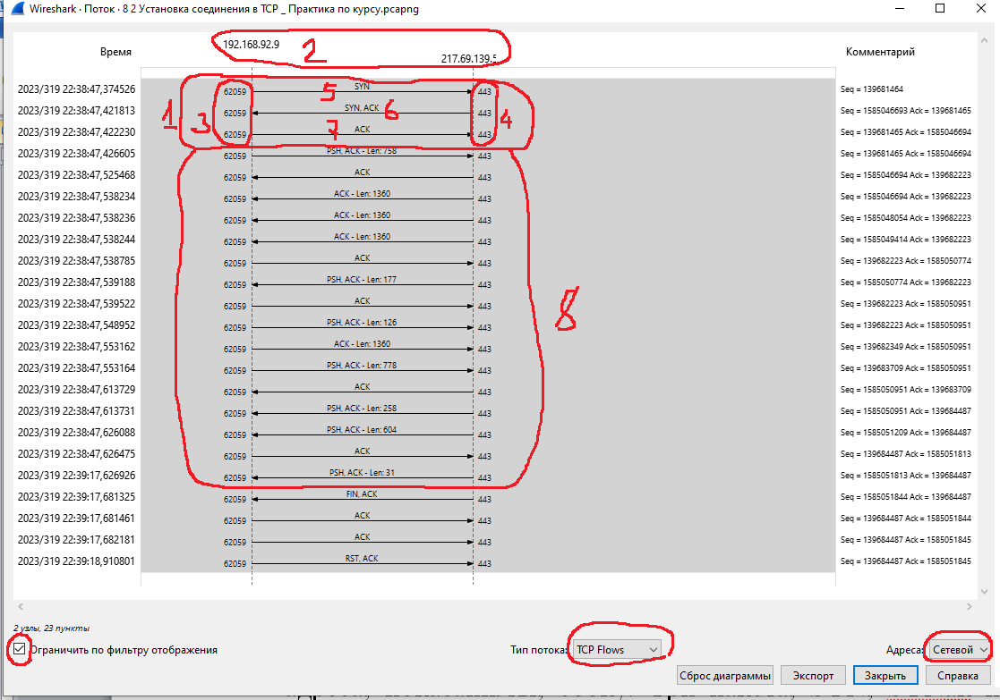 Wireshark · Поток · 8 2 Установка соединения в TCP _ Практика по курсу.pcapng
Время 192.168.92.9 2 217.69.139.5 Комментарий
2023/319 22:38:47,374526 62059 SYN 5 443 Seq = 139681464
2023/319 22:38:47,421813 1 3 62059 SYN, ACK 6 443 4 Seq = 1585046693 Ack = 139681465
2023/319 22:38:47,422230 62059 ACK 7 443 Seq = 139681465 Ack = 1585046694
2023/319 22:38:47,426605 62059 PSH, ACK - Len: 758 443 Seq = 139681465 Ack = 1585046694
2023/319 22:38:47,525468 62059 ACK 443 Seq = 1585046694 Ack = 139682223
2023/319 22:38:47,538234 62059 ACK - Len: 1360 443 Seq = 1585046694 Ack = 139682223
2023/319 22:38:47,538236 62059 ACK - Len: 1360 443 Seq = 1585048054 Ack = 139682223
2023/319 22:38:47,538244 62059 ACK - Len: 1360 443 Seq = 1585049414 Ack = 139682223
2023/319 22:38:47,538785 62059 ACK 443 Seq = 139682223 Ack = 1585050774
2023/319 22:38:47,539188 62059 PSH, ACK - Len: 177 443 Seq = 1585050774 Ack = 139682223
2023/319 22:38:47,539522 62059 ACK 443 Seq = 139682223 Ack = 1585050951
2023/319 22:38:47,548952 62059 PSH, ACK - Len: 126 443 8 Seq = 139682223 Ack = 1585050951
2023/319 22:38:47,553162 62059 ACK - Len: 1360 443 Seq = 139682349 Ack = 1585050951
2023/319 22:38:47,553164 62059 PSH, ACK - Len: 778 443 Seq = 139683709 Ack = 1585050951
2023/319 22:38:47,613729 62059 ACK 443 Seq = 1585050951 Ack = 139683709
2023/319 22:38:47,613731 62059 PSH, ACK - Len: 258 443 Seq = 1585050951 Ack = 139684487
2023/319 22:38:47,626088 62059 PSH, ACK - Len: 604 443 Seq = 1585051209 Ack = 139684487
2023/319 22:38:47,626475 62059 ACK 443 Seq = 139684487 Ack = 1585051813
2023/319 22:39:17,626926 62059 PSH, ACK - Len: 31 443 Seq = 1585051813 Ack = 139684487
2023/319 22:39:17,681325 62059 FIN, ACK 443 Seq = 1585051844 Ack = 139684487
2023/319 22:39:17,681461 62059 ACK 443 Seq = 139684487 Ack = 1585051844
2023/319 22:39:17,682181 62059 ACK 443 Seq = 139684487 Ack = 1585051845
2023/319 22:39:18,910801 62059 RST, ACK 443 Seq = 139684487 Ack = 1585051845
2 узлы, 23 пункты
Ограничить по фильтру отображения Тип потока: TCP Flows Адреса: Сетевой
Сброс диаграммы Экспорт Закрыть Справка